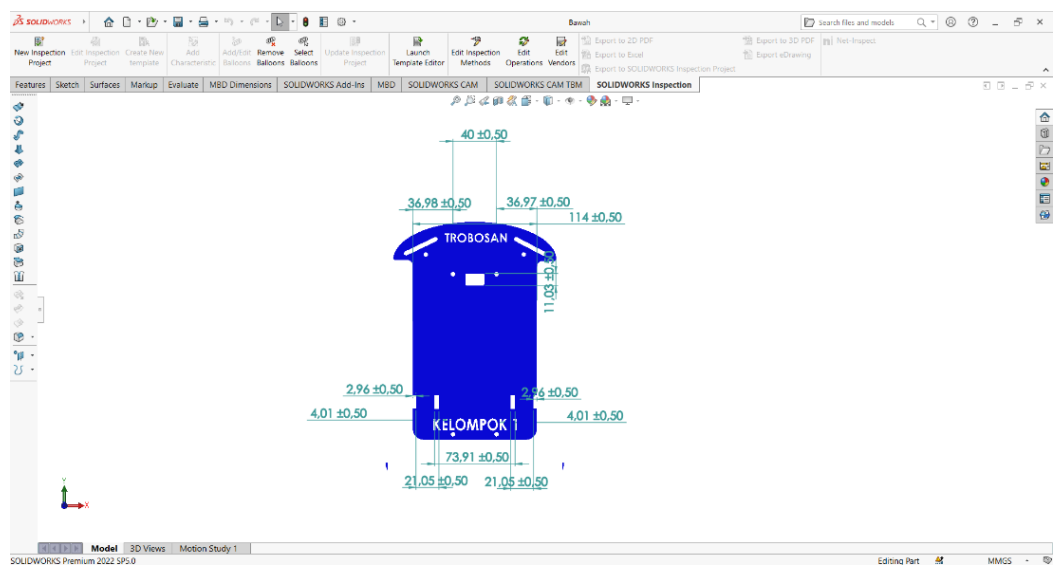 SOLIDWORKS
Bawah
Search files and models
New Inspection Project
Edit Inspection Project
Create New template
Add Characteristic
Add/Edit Balloons
Remove Balloons
Select Balloons
Update Inspection Project
Launch Template Editor
Edit Inspection Methods
Edit Operations
Edit Vendors
Export to 2D PDF
Export to Excel
Export to SOLIDWORKS Inspection Project
Export to 3D PDF
Export eDrawing
Net-Inspect
Features Sketch Surfaces Markup Evaluate MBD Dimensions SOLIDWORKS Add-Ins MBD SOLIDWORKS CAM SOLIDWORKS CAM TBM SOLIDWORKS Inspection
40 ±0,50
36,98 ±0,50 36,97 ±0,50
114 ±0,50
TROBOSAN
11,03 ±0,50
2,96 ±0,50 2,96 ±0,50
4,01 ±0,50 4,01 ±0,50
KELOMPOK 1
73,91 ±0,50
21,05 ±0,50 21,05 ±0,50
Y
X
Model 3D Views Motion Study 1
SOLIDWORKS Premium 2022 SP5.0 Editing Part MMGS